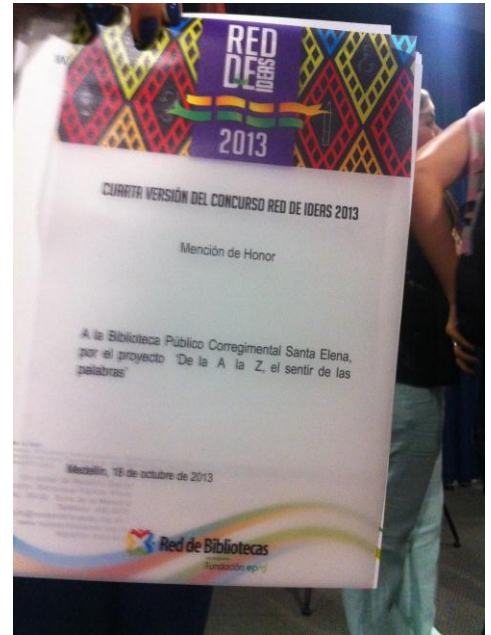 RED
DE IDEAS
2013
CUARTA VERSIÓN DEL CONCURSO RED DE IDEAS 2013
Mención de Honor
A la Biblioteca Público Corregimental Santa Elena,
por el proyecto 'De la A la Z, el sentir de las
palabras'
Medellín, 18 de octubre de 2013
Red de Bibliotecas
Fundación epm